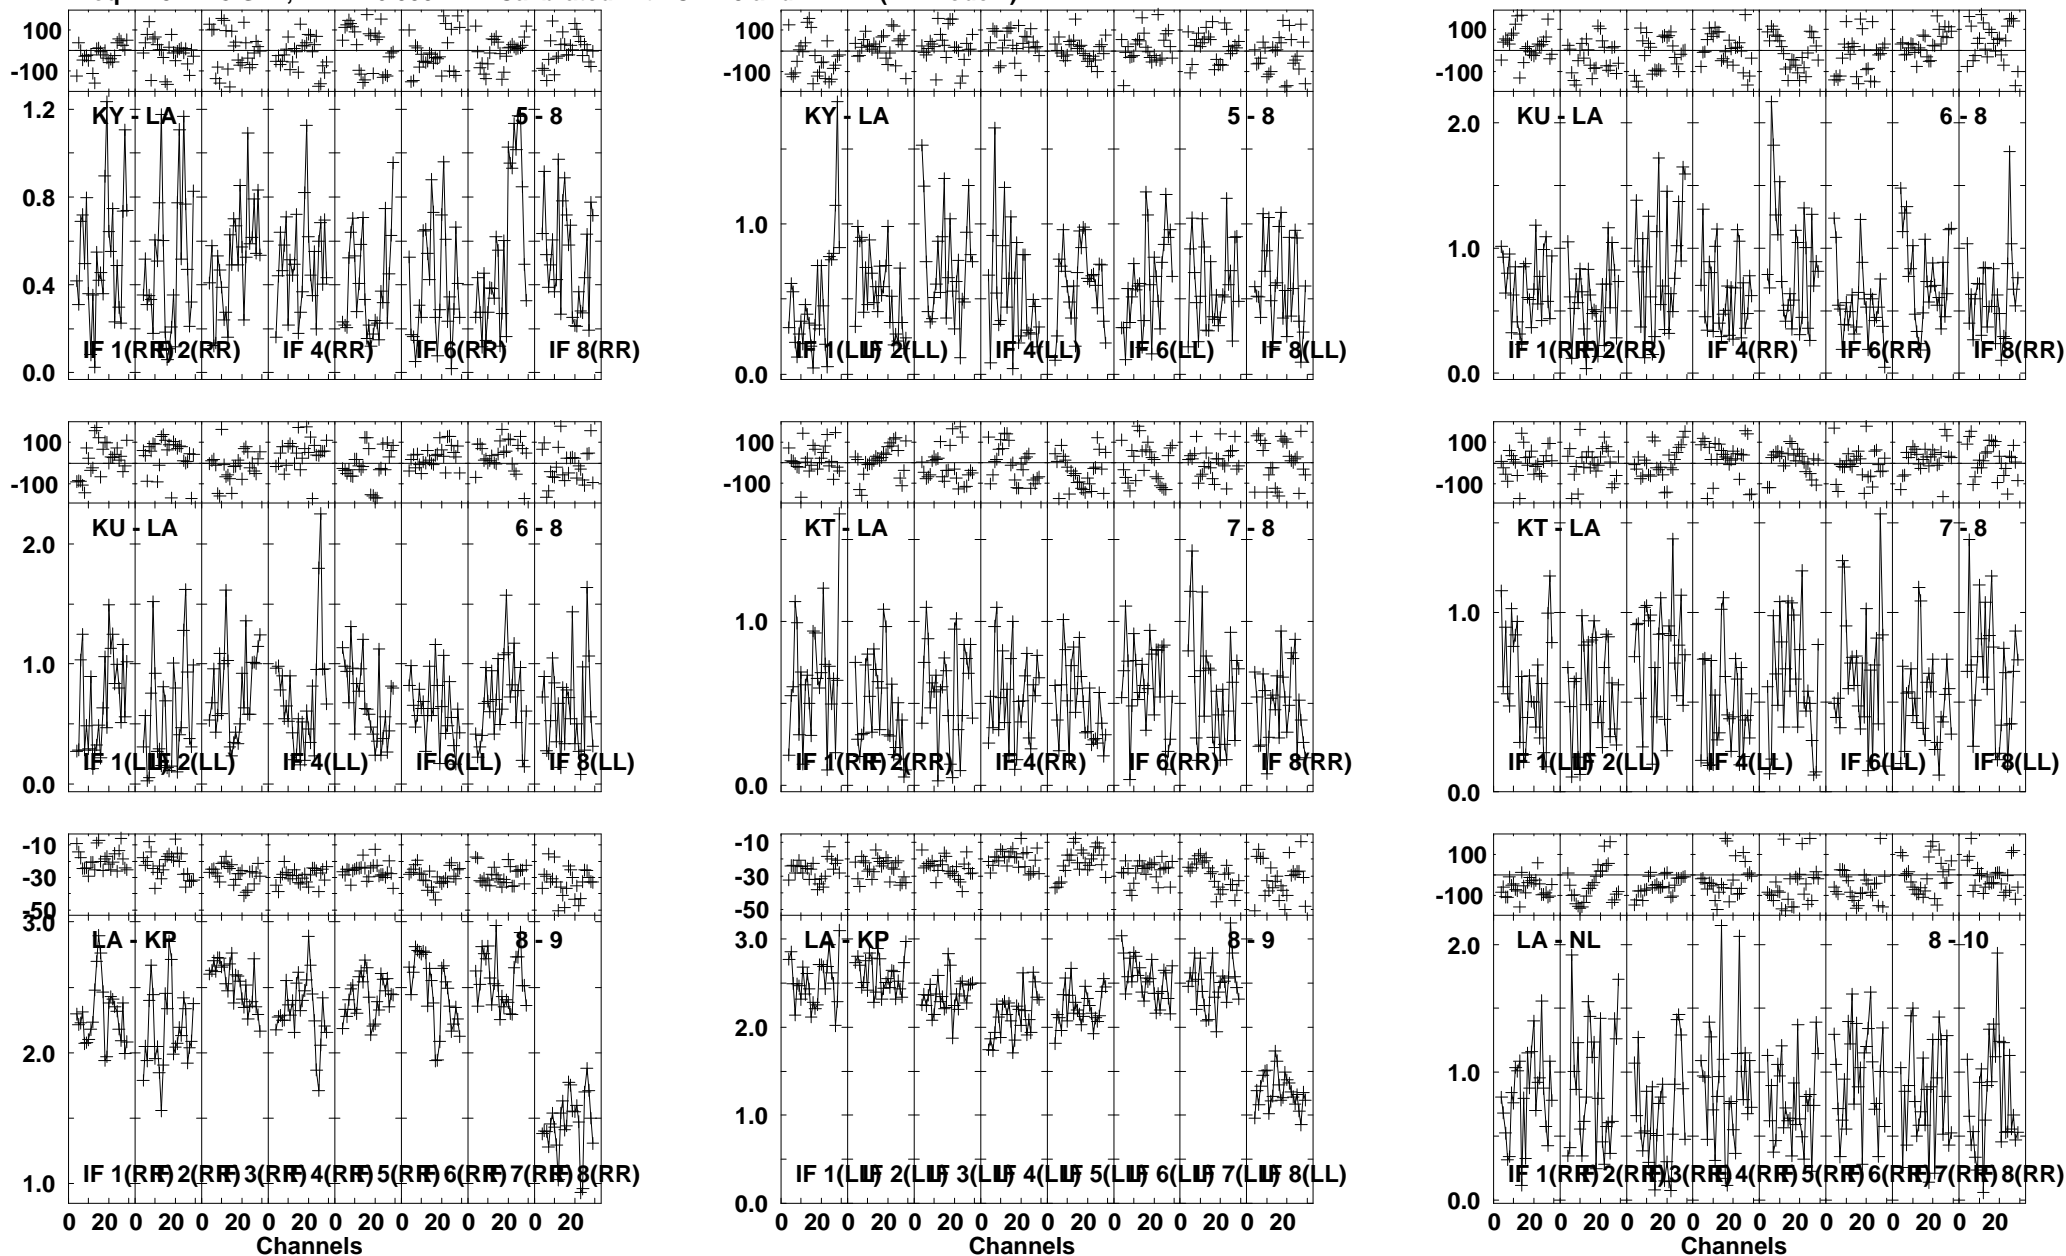 100
-100
1.2
0.8
0.4
0.0
KY - LA
5 - 8
IF 1(RR)
2(RR)
IF 4(RR)
IF 6(RR)
IF 8(RR)
100
-100
1.0
0.0
KY - LA
5 - 8
IF 1(LL)
IF 2(LL)
IF 4(LL)
IF 6(LL)
IF 8(LL)
100
-100
2.0
1.0
0.0
KU - LA
6 - 8
IF 1(RR)
2(RR)
IF 4(RR)
IF 6(RR)
IF 8(RR)
100
-100
2.0
1.0
0.0
KU - LA
6 - 8
IF 1(LL)
2(LL)
IF 4(LL)
IF 6(LL)
IF 8(LL)
100
-100
1.0
0.0
KT - LA
7 - 8
IF 1(RR)
2(RR)
IF 4(RR)
IF 6(RR)
IF 8(RR)
100
-100
1.0
0.0
KT - LA
7 - 8
IF 1(LL)
IF 2(LL)
IF 4(LL)
IF 6(LL)
IF 8(LL)
-10
-30
-50
3.0
2.0
1.0
LA - KP
8 - 9
IF 1(RR)
2(RR)
3(RR)
4(RR)
5(RR)
6(RR)
7(RR)
8(RR)
0 20 0 20 0 20 0 20 0 20 0 20 0 20 0 20
Channels
-10
-30
-50
3.0
2.0
1.0
0.0
LA - KP
8 - 9
IF 1(LL)
IF 2(LL)
IF 3(LL)
IF 4(LL)
IF 5(LL)
IF 6(LL)
IF 7(LL)
IF 8(LL)
0 20 0 20 0 20 0 20 0 20 0 20 0 20 0 20
Channels
100
-100
2.0
1.0
0.0
LA - NL
8 - 10
IF 1(RR)
2(RR)
3(RR)
4(RR)
5(RR)
6(RR)
7(RR)
8(RR)
0 20 0 20 0 20 0 20 0 20 0 20 0 20 0 20
Channels